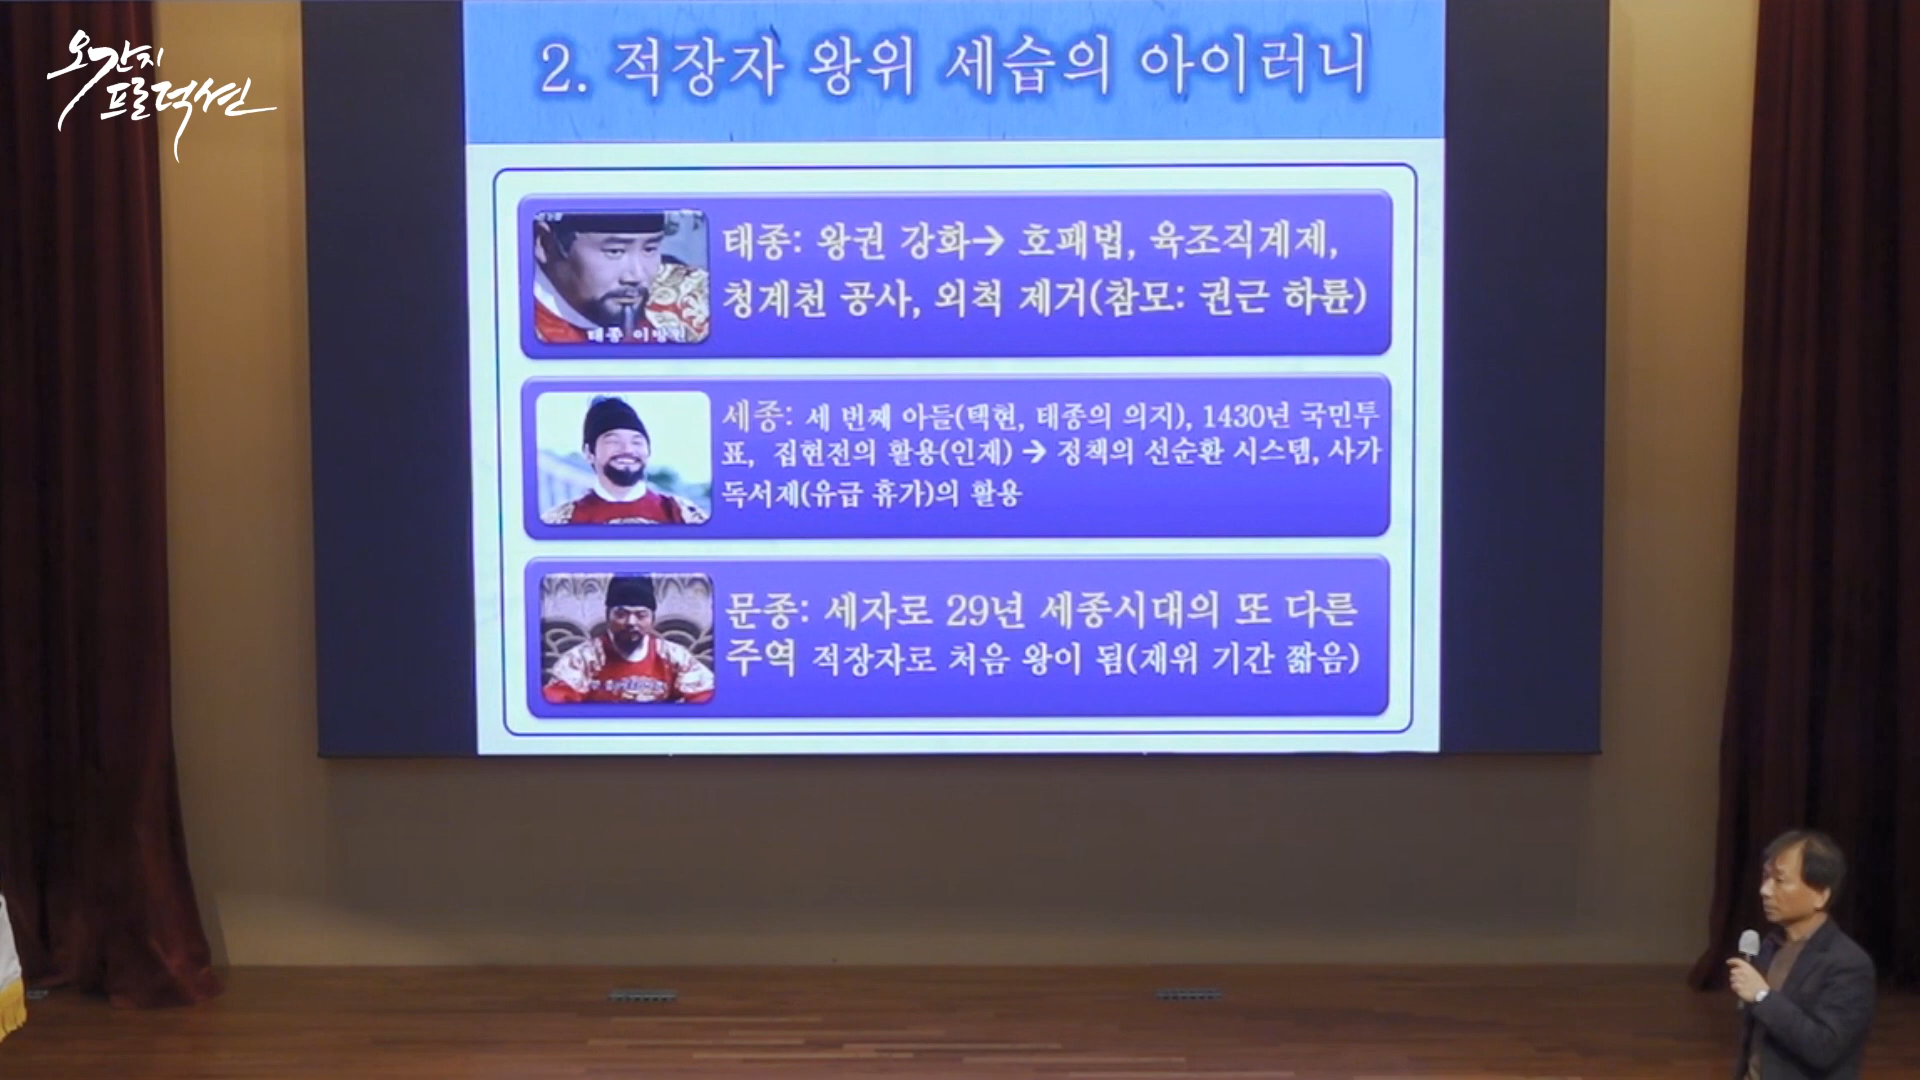 오간지
프로덕션
2. 적장자 왕위 세습의 아이러니
태종: 왕권 강화→ 호패법, 육조직계제,
청계천 공사, 외척 제거(참모: 권근 하륜)
태종 이방원
세종: 세 번째 아들(택현, 태종의 의지), 1430년 국민투
표, 집현전의 활용(인재) → 정책의 선순환 시스템, 사가
독서제(유급 휴가)의 활용
문종: 세자로 29년 세종시대의 또 다른
주역 적장자로 처음 왕이 됨(재위 기간 짧음)